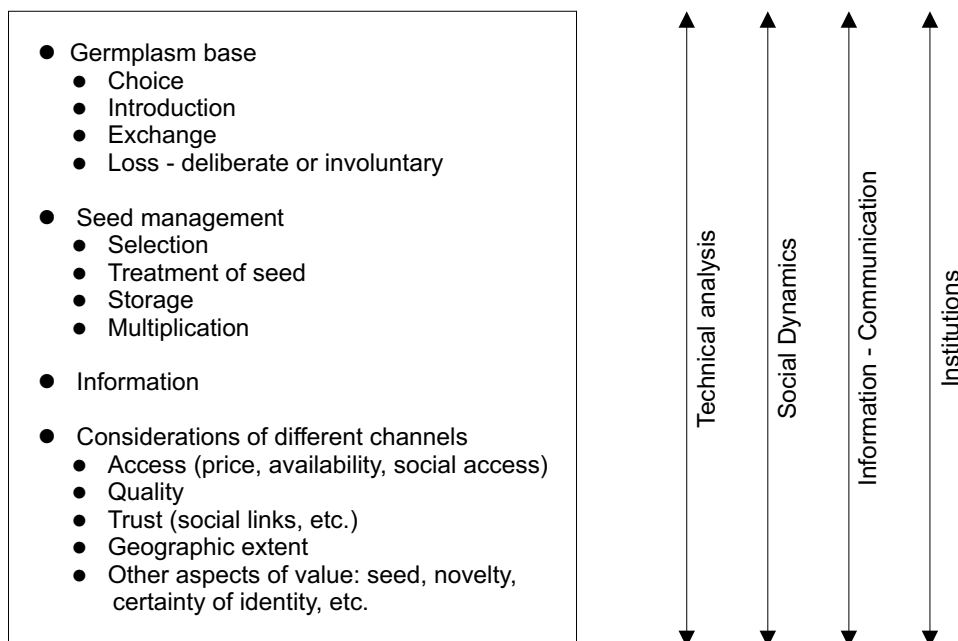 ● Germplasm base
● Choice
● Introduction
● Exchange
● Loss - deliberate or involuntary
● Seed management
● Selection
● Treatment of seed
● Storage
● Multiplication
● Information
● Considerations of different channels
● Access (price, availability, social access)
● Quality
● Trust (social links, etc.)
● Geographic extent
● Other aspects of value: seed, novelty,
certainty of identity, etc.
Technical analysis
Social Dynamics
Information - Communication
Institutions